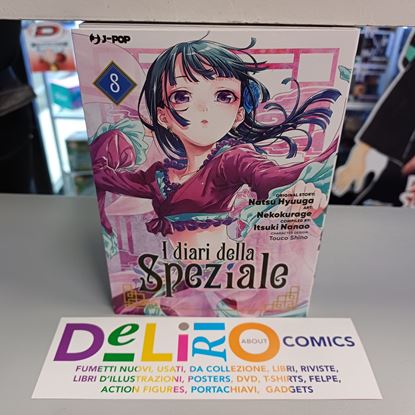 J-POP
8
ORIGINAL STORY:
Natsu Hyuuga
ART:
Nekokurage
COMPILED BY:
Itsuki Nanao
CHARACTER DESIGN:
Touco Shino
I diari della
Speziale
DeLiRiO ABOUT COMICS
FUMETTI NUOVI, USATI, DA COLLEZIONE, LIBRI, RIVISTE,
LIBRI D'ILLUSTRAZIONI, POSTERS, DVD, T-SHIRTS, FELPE,
ACTION FIGURES, PORTACHIAVI, GADGETS